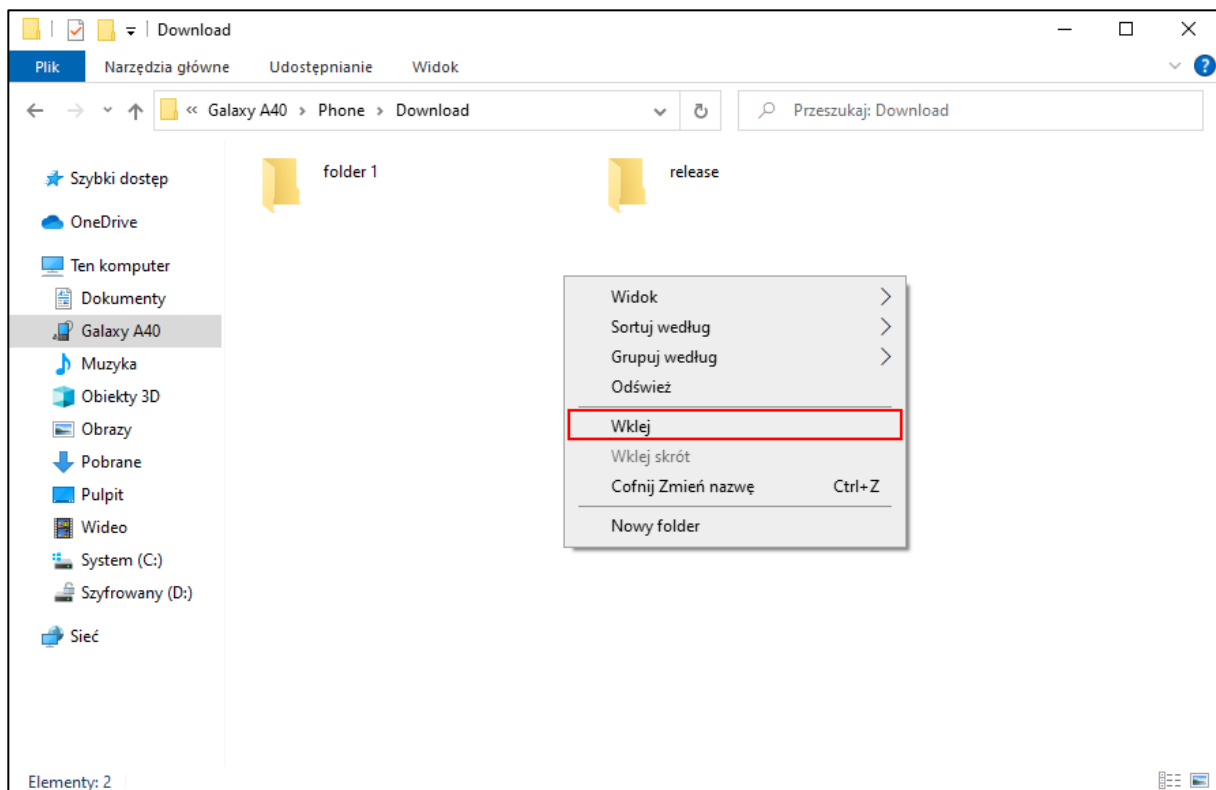 Download
Plik Narzędzia główne Udostępnianie Widok
« Galaxy A40 > Phone > Download
Przeszukaj: Download
Szybki dostęp
OneDrive
Ten komputer
Dokumenty
Galaxy A40
Muzyka
Obiekty 3D
Obrazy
Pobrane
Pulpit
Wideo
System (C:)
Szyfrowany (D:)
Sieć
folder 1
release
Widok
Sortuj według
Grupuj według
Odśwież
Wklej
Wklej skrót
Cofnij Zmień nazwę Ctrl+Z
Nowy folder
Elementy: 2